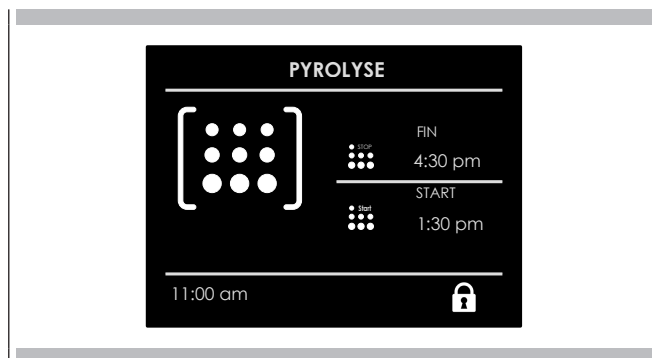 PYROLYSE
STOP
FIN
4:30 pm
Start
START
1:30 pm
11:00 am